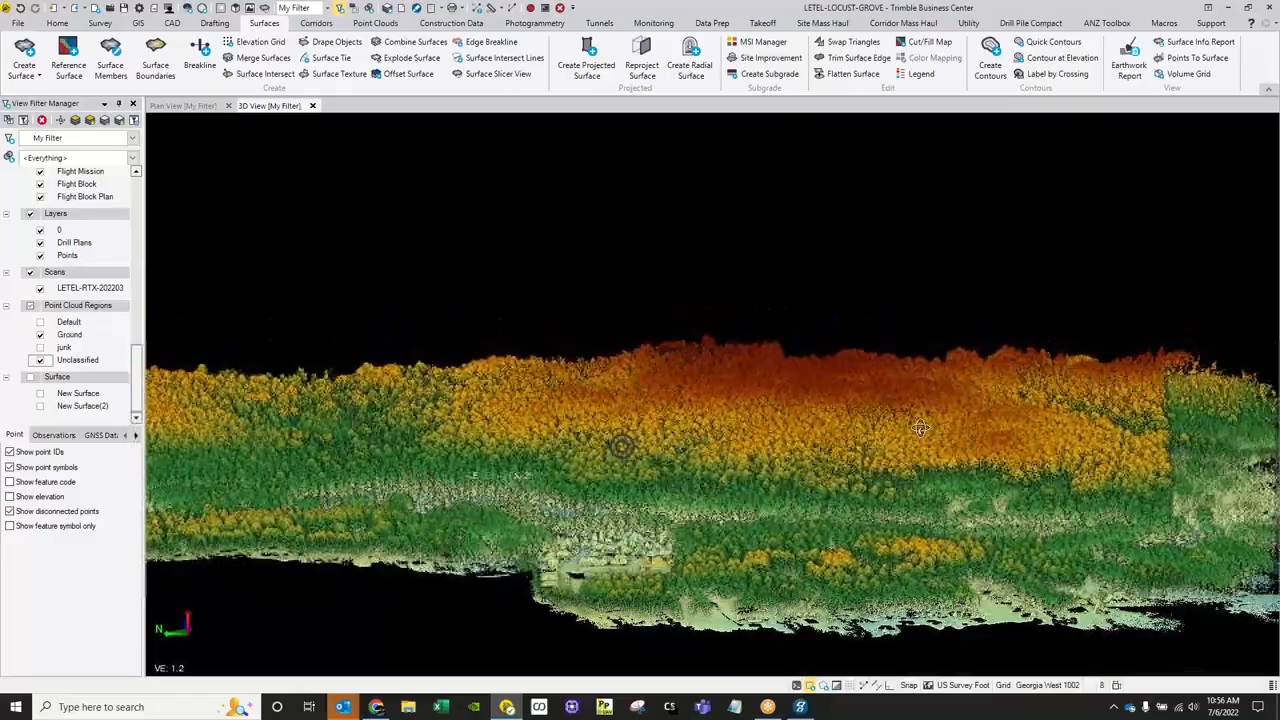 My Filter
LETEL-LOCUST-GROVE - Trimble Business Center
File Home Survey GIS CAD Drafting Surfaces Corridors Point Clouds Construction Data Photogrammetry Tunnels Monitoring Data Prep Takeoff Site Mass Haul Corridor Mass Haul Utility Drill Pile Compact ANZ Toolbox Macros Support
Create Surface
Reference Surface
Surface Members
Surface Boundaries
Breakline
Elevation Grid
Merge Surfaces
Surface Intersect
Drape Objects
Surface Tie
Surface Texture
Combine Surfaces
Explode Surface
Offset Surface
Edge Breakline
Surface Intersect Lines
Surface Slicer View
Create
Create Projected Surface
Reproject Surface
Create Radial Surface
Projected
MSI Manager
Site Improvement
Create Subgrade
Subgrade
Swap Triangles
Trim Surface Edge
Flatten Surface
Cut/Fill Map
Color Mapping
Legend
Edit
Create Contours
Quick Contours
Contour at Elevation
Label by Crossing
Contours
Earthwork Report
Surface Info Report
Points To Surface
Volume Grid
View
View Filter Manager
Plan View [My Filter]
3D View [My Filter]
My Filter
<Everything>
Flight Mission
Flight Block
Flight Block Plan
Layers
0
Drill Plans
Points
Scans
LETEL-RTX-202203
Point Cloud Regions
Default
Ground
junk
Unclassified
Surface
New Surface
New Surface(2)
Point Observations GNSS Data
Show point IDs
Show point symbols
Show feature code
Show elevation
Show disconnected points
Show feature symbol only
N
VE: 1.2
Snap US Survey Foot Grid Georgia West 1002 8
Type here to search
10:56 AM
7/6/2022